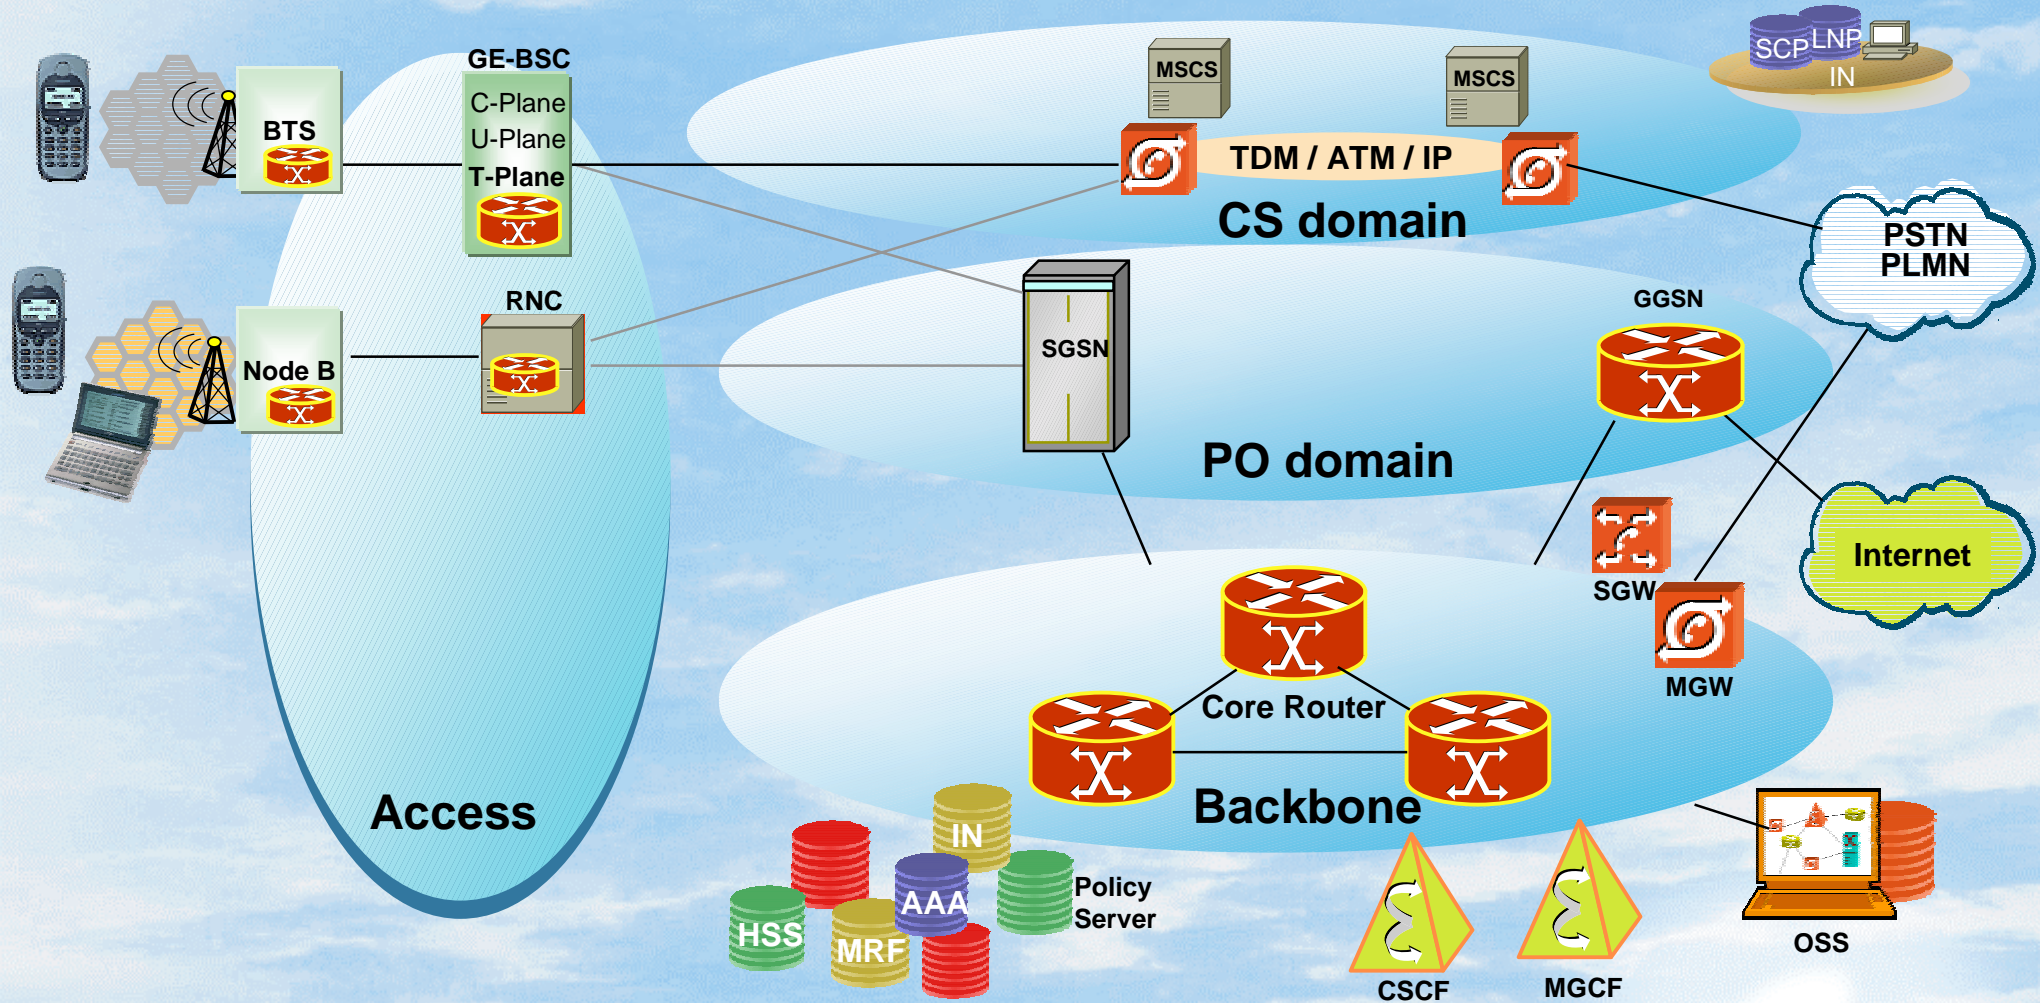 GE-BSC
C-Plane
U-Plane
T-Plane
BTS
MSCS
MSCS
TDM / ATM / IP
CS domain
SCP
LNP
IN
PSTN
PLMN
Node B
RNC
SGSN
GGSN
PO domain
SGW
MGW
Internet
Core Router
Backbone
Access
IN
AAA
HSS
MRF
Policy
Server
CSCF
MGCF
OSS